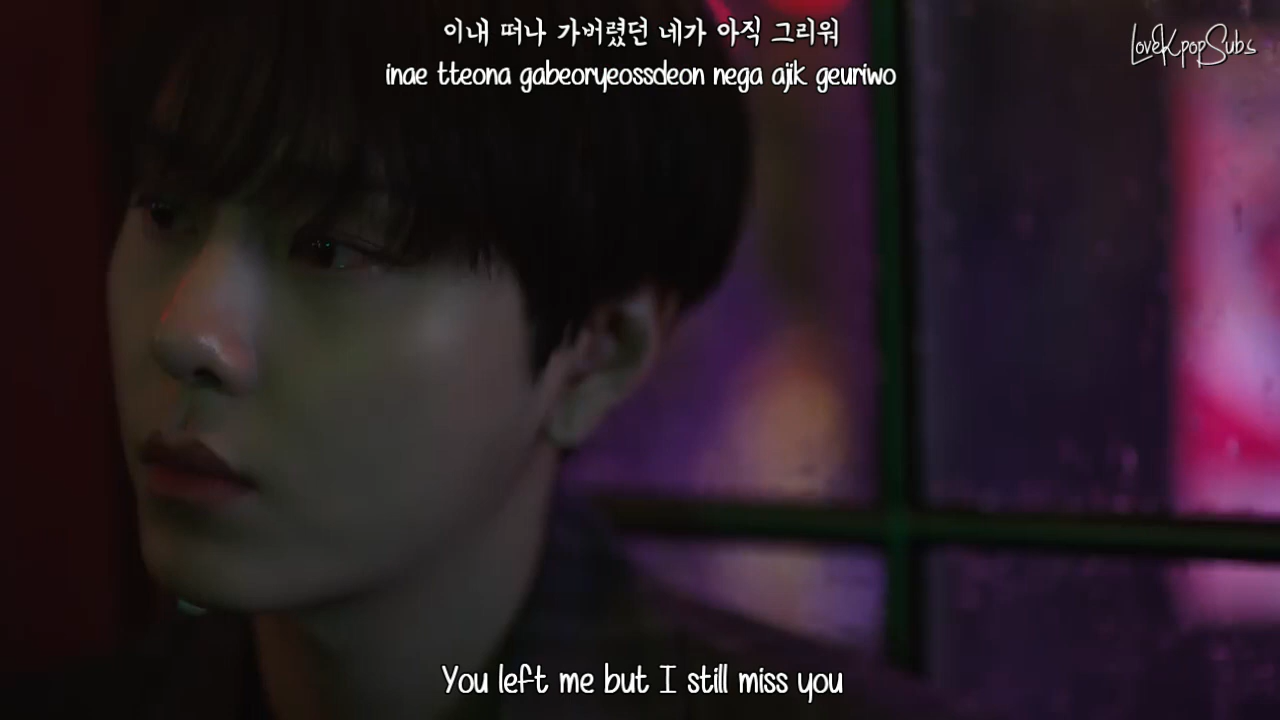 이내 떠나 가버렸던 네가 아직 그리워
LoveKpopSubs
inae tteona gabeoryeossdeon nega ajik geuriwo
You left me but I still miss you